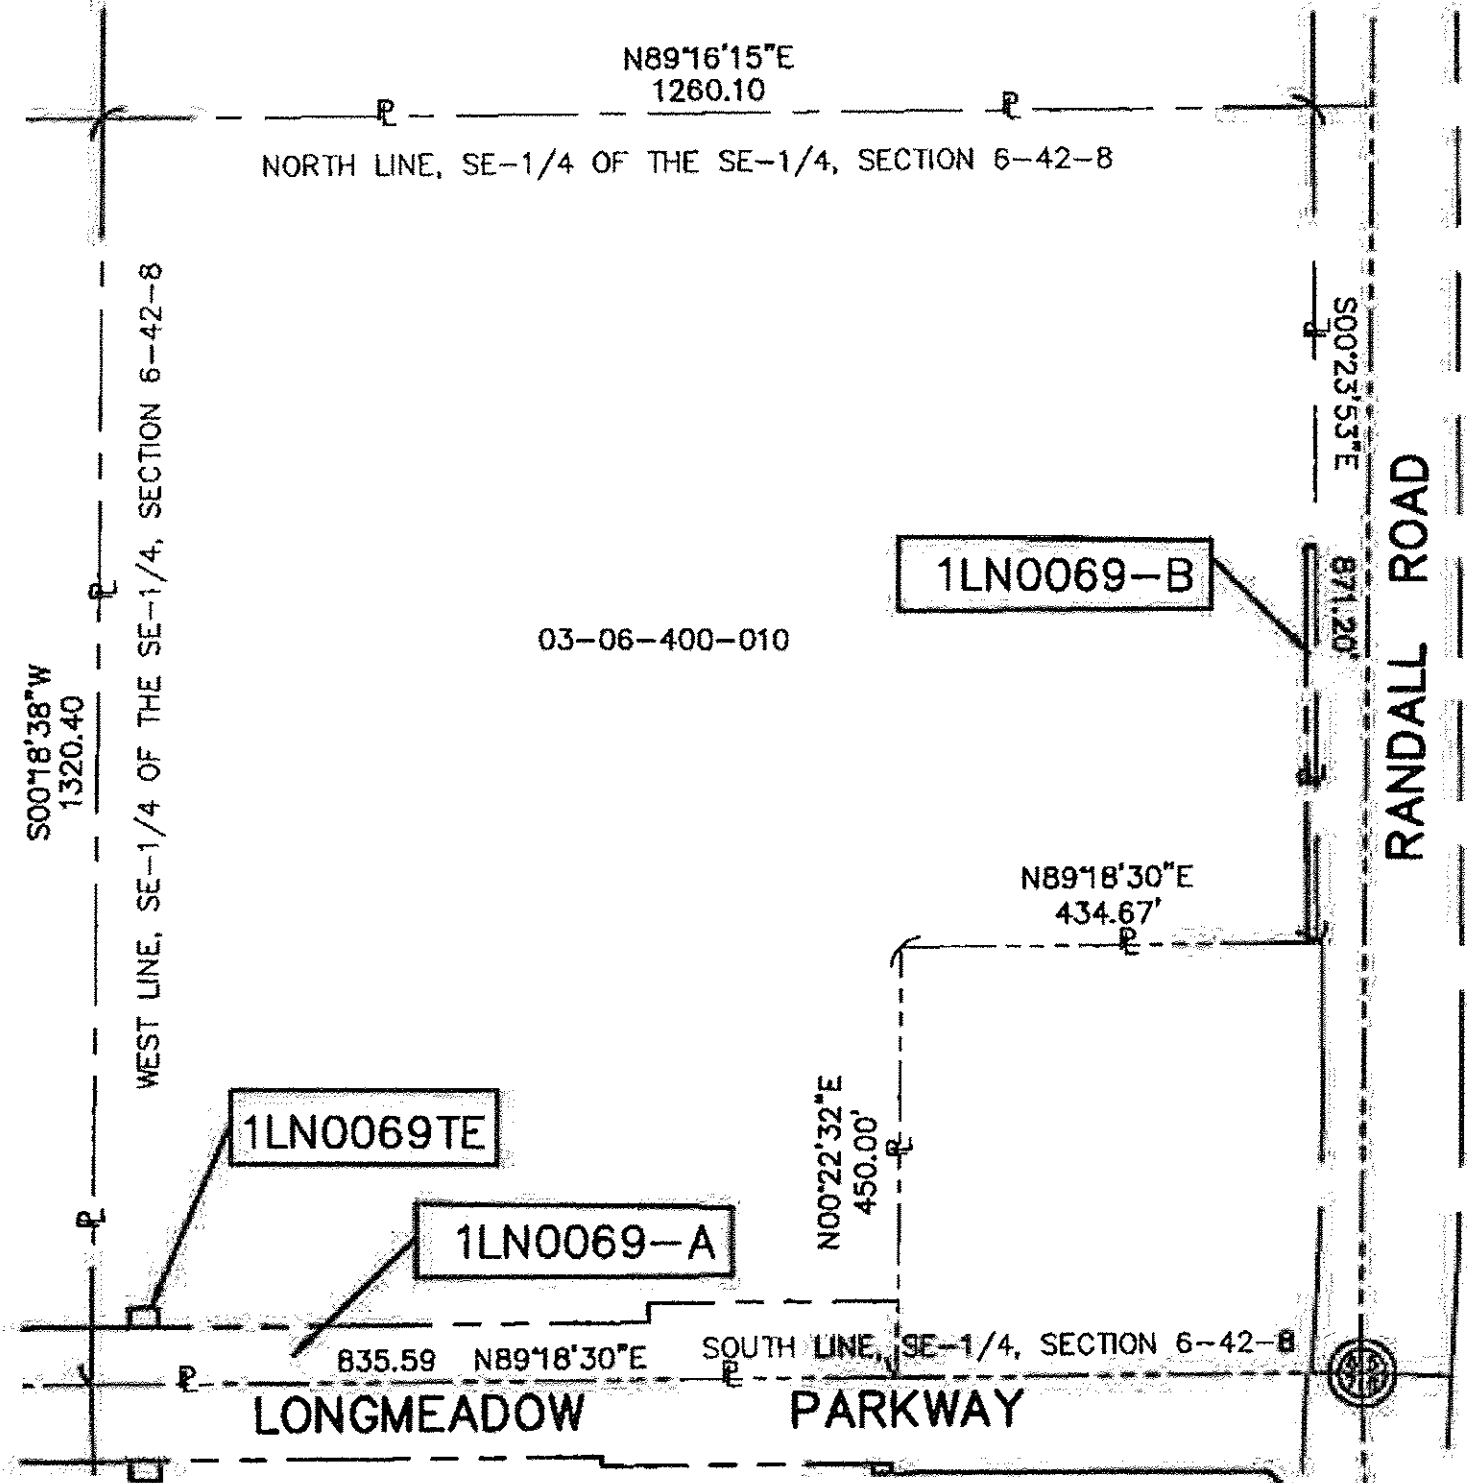 N89°16'15"E
1260.10
NORTH LINE, SE-1/4 OF THE SE-1/4, SECTION 6-42-8
WEST LINE, SE-1/4 OF THE SE-1/4, SECTION 6-42-8
S00°18'38"W
1320.40
S00°23'53"E
871.20'
RANDALL ROAD
1LN0069-B
03-06-400-010
N89°18'30"E
434.67'
N00°22'32"E
450.00'
1LN0069TE
1LN0069-A
835.59 N89°18'30"E
SOUTH LINE, SE-1/4, SECTION 6-42-8
LONGMEADOW PARKWAY